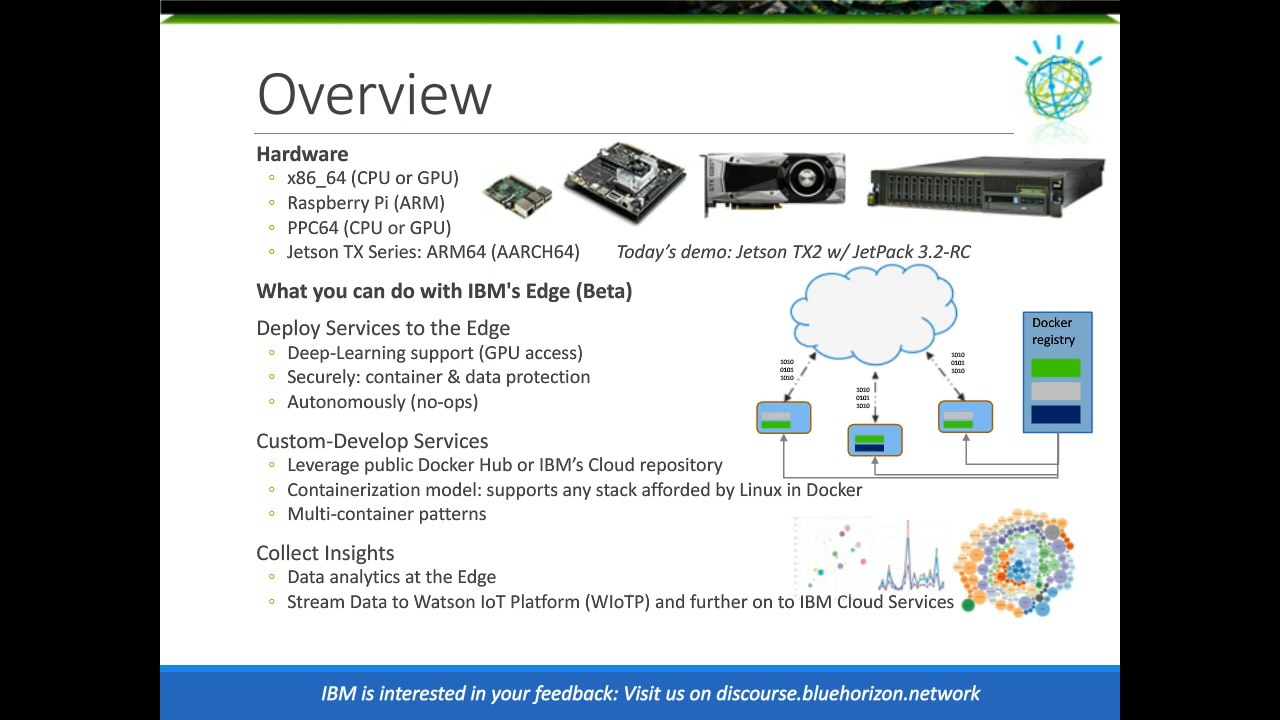 Overview
Hardware
◦ x86_64 (CPU or GPU)
◦ Raspberry Pi (ARM)
◦ PPC64 (CPU or GPU)
◦ Jetson TX Series: ARM64 (AARCH64)
Today's demo: Jetson TX2 w/ JetPack 3.2-RC
What you can do with IBM's Edge (Beta)
Deploy Services to the Edge
◦ Deep-Learning support (GPU access)
◦ Securely: container & data protection
◦ Autonomously (no-ops)
Custom-Develop Services
◦ Leverage public Docker Hub or IBM's Cloud repository
◦ Containerization model: supports any stack afforded by Linux in Docker
◦ Multi-container patterns
Collect Insights
◦ Data analytics at the Edge
◦ Stream Data to Watson IoT Platform (WIoTP) and further on to IBM Cloud Services
Docker
registry
1010
0101
1010
1010
0101
1010
1010
0101
1010
IBM is interested in your feedback: Visit us on discourse.bluehorizon.network